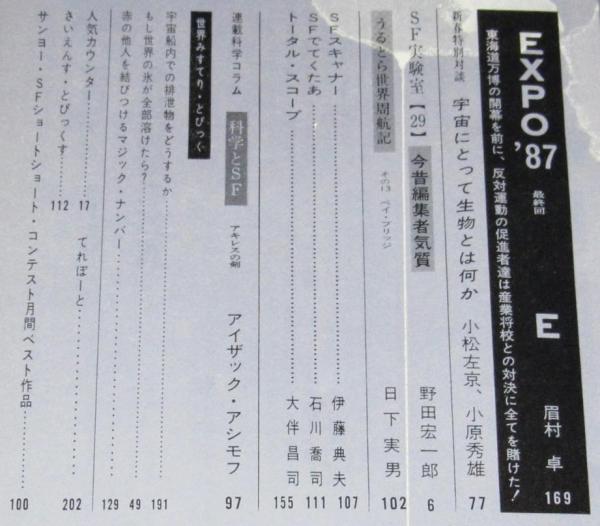 EXPO'87 最終回 E 眉村 卓 169
東海道万博の開幕を前に、反対運動の促進者達は産業将校との対決に全てを賭けた！
新春特別対談 宇宙にとって生物とは何か 小松左京、小原秀雄 77
SF実験室【29】 今昔編集者気質 野田宏一郎 6
うるとら世界周航記 その13 ベイ・ブリッジ 日下実男 102
SFスキャナー 伊藤典夫 107
SFでてくたあ 石川喬司 111
トータル・スコープ 大伴昌司 155
連載科学コラム 科学とSF アキレスの剣 アイザック・アシモフ 97
世界みすてり・とぴっく
宇宙船内での排泄物をどうするか 191
もし世界の氷が全部溶けたら？ 49
赤の他人を結びつけるマジック・ナンバー 129
人気カウンター 17 てれぽーと 202
さいえんす・とぴっくす 112
サンヨー・SFショートショート・コンテスト月間ベスト作品 100